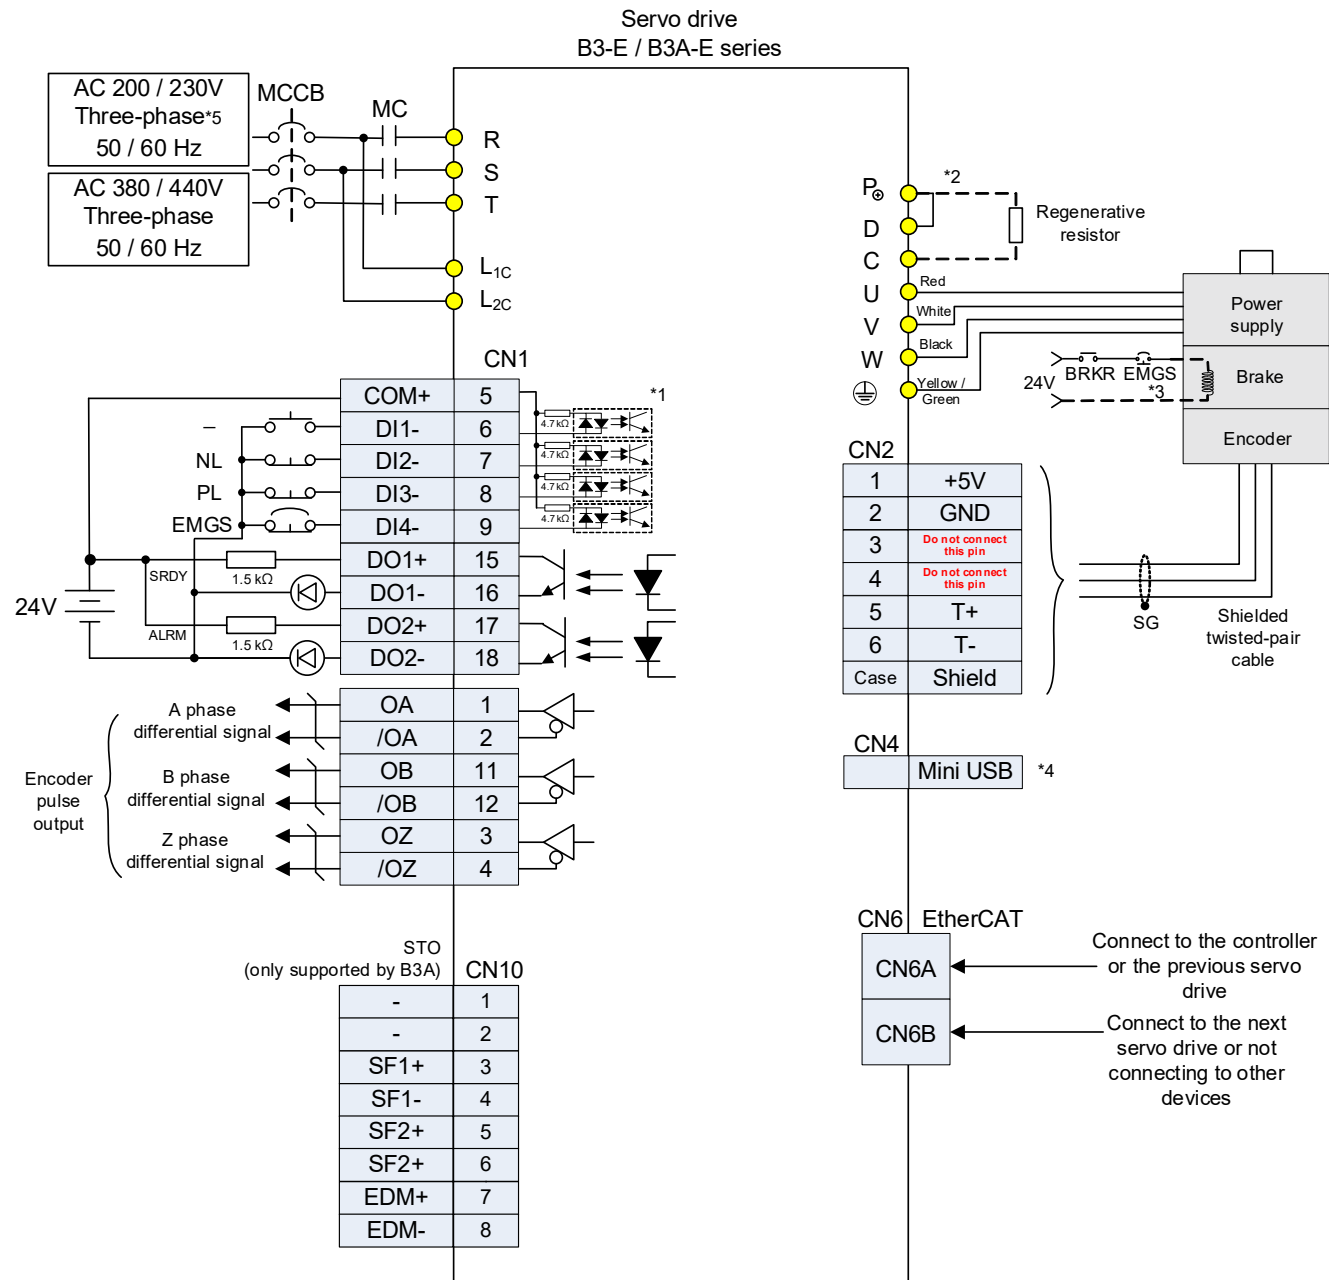 Servo drive
B3-E / B3A-E series
AC 200 / 230V
Three-phase*5
50 / 60 Hz
AC 380 / 440V
Three-phase
50 / 60 Hz
MCCB
MC
R
S
T
L1C
L2C
P⊕
D
C
U
V
W
*2
Regenerative
resistor
Red
White
Black
Yellow /
Green
Power
supply
Brake
Encoder
24V
BRKR
EMGS
*3
CN1
COM+ 5
DI1- 6
DI2- 7
DI3- 8
DI4- 9
DO1+ 15
DO1- 16
DO2+ 17
DO2- 18
–
NL
PL
EMGS
SRDY
1.5 kΩ
ALRM
1.5 kΩ
24V
*1
4.7 kΩ
4.7 kΩ
4.7 kΩ
4.7 kΩ
OA 1
/OA 2
OB 11
/OB 12
OZ 3
/OZ 4
Encoder
pulse
output
A phase
differential signal
B phase
differential signal
Z phase
differential signal
STO
(only supported by B3A)
CN10
- 1
- 2
SF1+ 3
SF1- 4
SF2+ 5
SF2+ 6
EDM+ 7
EDM- 8
CN2
1 +5V
2 GND
3 Do not connect
this pin
4 Do not connect
this pin
5 T+
6 T-
Case Shield
SG
Shielded
twisted-pair
cable
CN4
Mini USB
*4
CN6 EtherCAT
CN6A
CN6B
Connect to the controller
or the previous servo
drive
Connect to the next
servo drive or not
connecting to other
devices